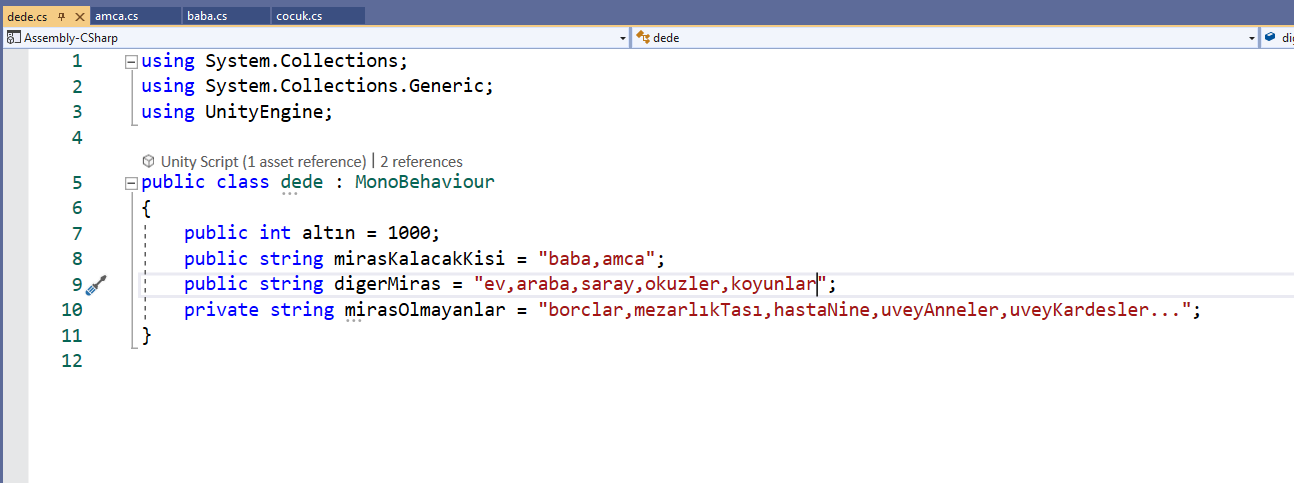 dede.cs amca.cs baba.cs cocuk.cs
Assembly-CSharp dede
1 using System.Collections;
2 using System.Collections.Generic;
3 using UnityEngine;
4
Unity Script (1 asset reference) | 2 references
5 public class dede : MonoBehaviour
6 {
7 public int altın = 1000;
8 public string mirasKalacakKisi = "baba,amca";
9 public string digerMiras = "ev,araba,saray,okuzler,koyunlar";
10 private string mirasOlmayanlar = "borclar,mezarlıkTası,hastaNine,uveyAnneler,uveyKardesler...";
11 }
12